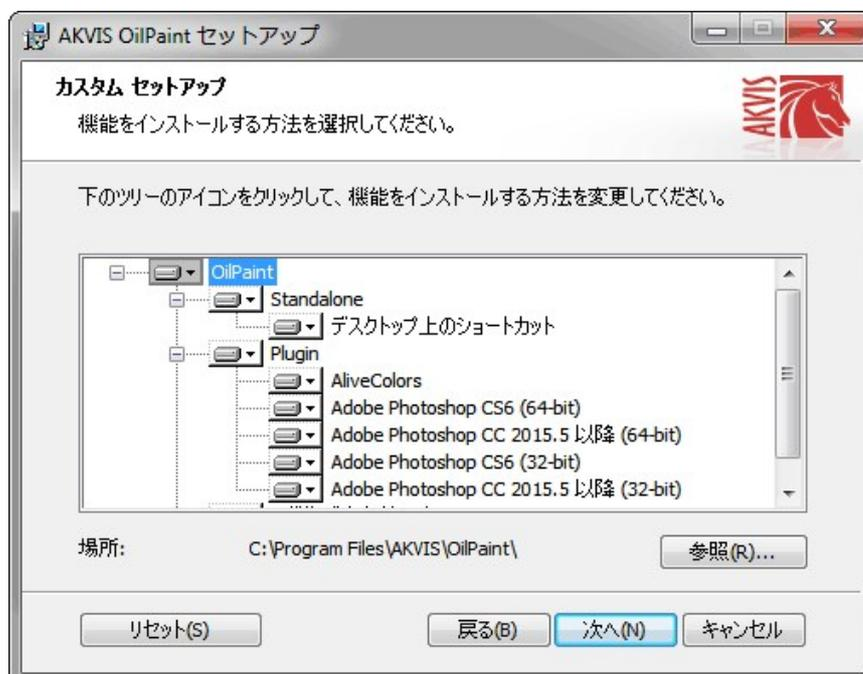 AKVIS OilPaint セットアップ
カスタム セットアップ
機能をインストールする方法を選択してください。
AKVIS
下のツリーのアイコンをクリックして、機能をインストールする方法を変更してください。
OilPaint
Standalone
デスクトップ上のショートカット
Plugin
AliveColors
Adobe Photoshop CS6 (64-bit)
Adobe Photoshop CC 2015.5 以降 (64-bit)
Adobe Photoshop CS6 (32-bit)
Adobe Photoshop CC 2015.5 以降 (32-bit)
場所: C:\Program Files\AKVIS\OilPaint\ 参照(R)...
リセット(S) 戻る(B) 次へ(N) キャンセル